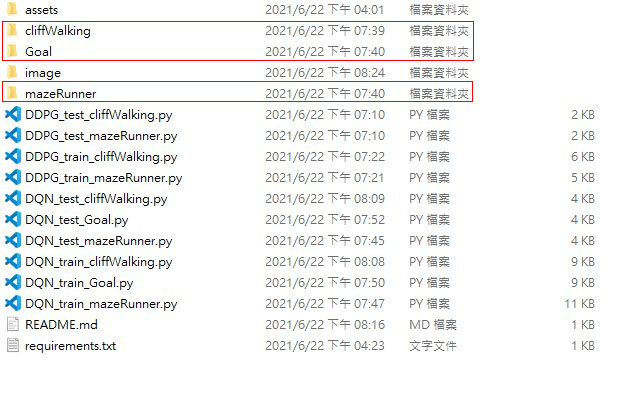 assets 2021/6/22 下午 04:01 檔案資料夾
cliffWalking 2021/6/22 下午 07:39 檔案資料夾
Goal 2021/6/22 下午 07:40 檔案資料夾
image 2021/6/22 下午 08:24 檔案資料夾
mazeRunner 2021/6/22 下午 07:40 檔案資料夾
DDPG_test_cliffWalking.py 2021/6/22 下午 07:10 PY 檔案 2 KB
DDPG_test_mazeRunner.py 2021/6/22 下午 07:10 PY 檔案 2 KB
DDPG_train_cliffWalking.py 2021/6/22 下午 07:22 PY 檔案 6 KB
DDPG_train_mazeRunner.py 2021/6/22 下午 07:21 PY 檔案 5 KB
DQN_test_cliffWalking.py 2021/6/22 下午 08:09 PY 檔案 4 KB
DQN_test_Goal.py 2021/6/22 下午 07:52 PY 檔案 4 KB
DQN_test_mazeRunner.py 2021/6/22 下午 07:45 PY 檔案 4 KB
DQN_train_cliffWalking.py 2021/6/22 下午 08:08 PY 檔案 9 KB
DQN_train_Goal.py 2021/6/22 下午 07:50 PY 檔案 9 KB
DQN_train_mazeRunner.py 2021/6/22 下午 07:47 PY 檔案 11 KB
README.md 2021/6/22 下午 08:16 MD 檔案 1 KB
requirements.txt 2021/6/22 下午 04:23 文字文件 1 KB